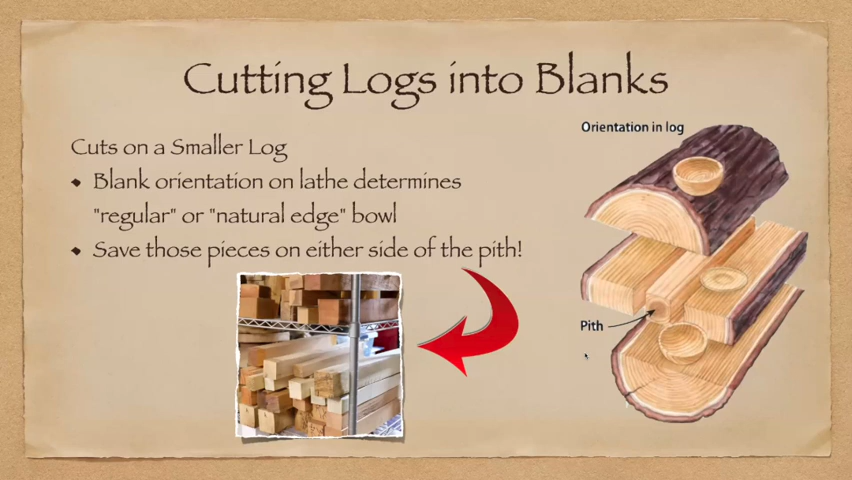 Cutting Logs into Blanks
Cuts on a Smaller Log
Blank orientation on lathe determines
"regular" or "natural edge" bowl
Save those pieces on either side of the pith!
Orientation in log
Pith